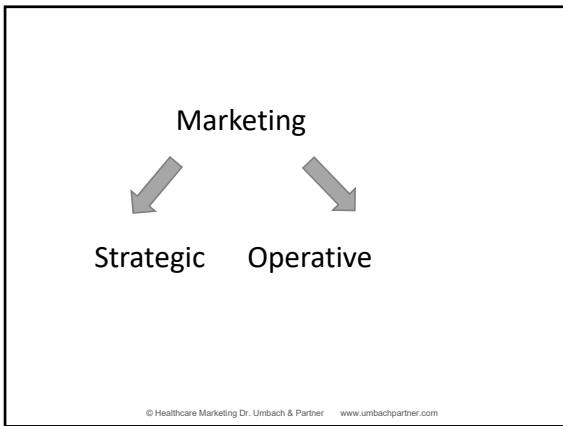 Marketing
Strategic Operative
© Healthcare Marketing Dr. Umbach & Partner www.umbachpartner.com